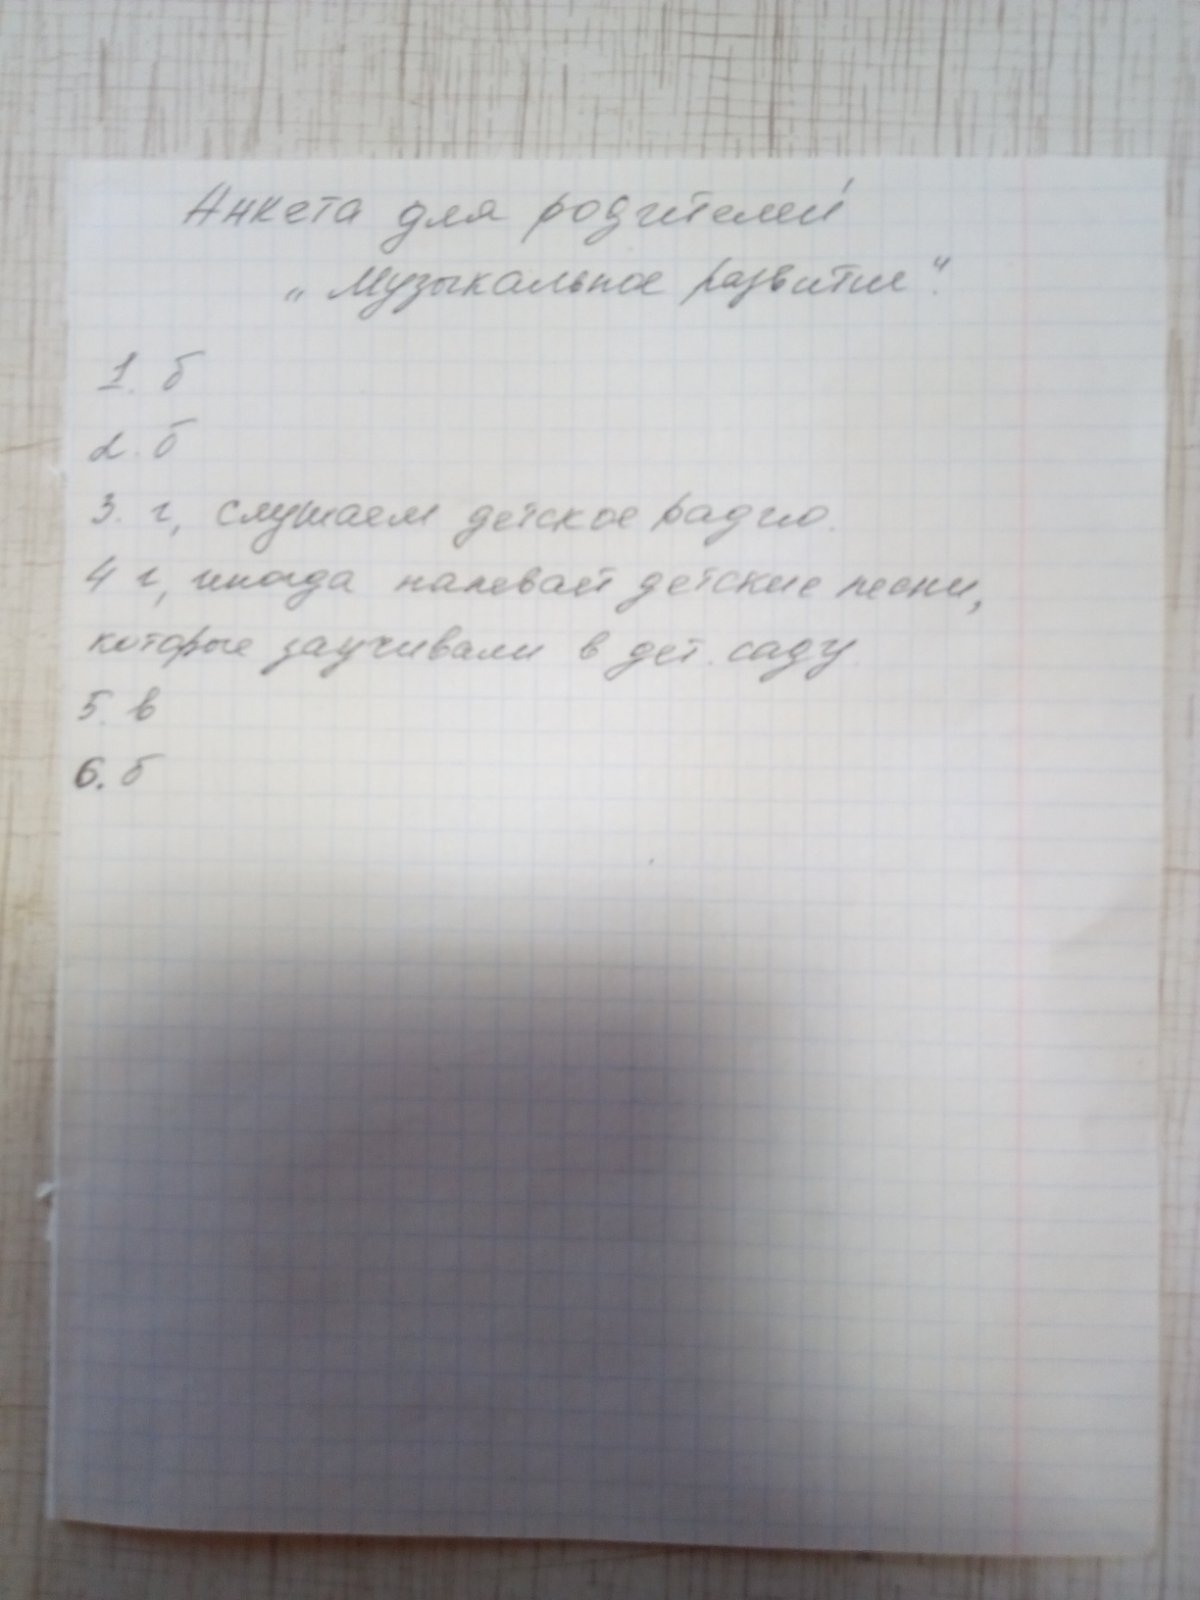 Анкета для родителей
„Музыкальное развитие".
1. б
2. б
3. г, слушаем детское радио.
4 г, иногда напевает детские песни,
которые заучивали в дет. саду.
5. в
6. б